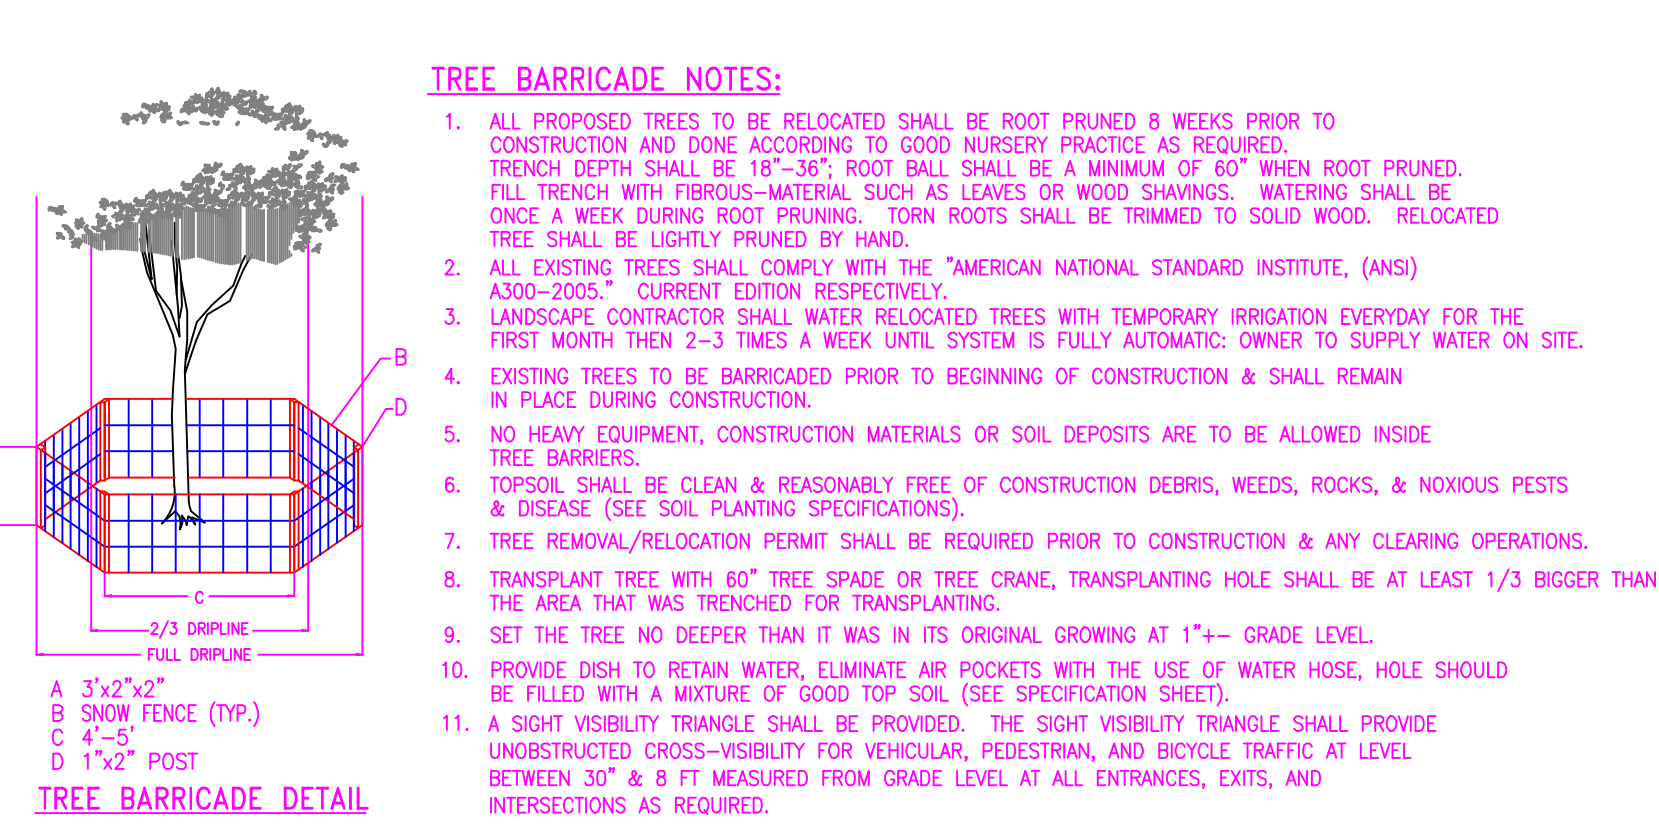 TREE BARRICADE NOTES:
1. ALL PROPOSED TREES TO BE RELOCATED SHALL BE ROOT PRUNED 8 WEEKS PRIOR TO
CONSTRUCTION AND DONE ACCORDING TO GOOD NURSERY PRACTICE AS REQUIRED.
TRENCH DEPTH SHALL BE 18"-36"; ROOT BALL SHALL BE A MINIMUM OF 60" WHEN ROOT PRUNED.
FILL TRENCH WITH FIBROUS-MATERIAL SUCH AS LEAVES OR WOOD SHAVINGS. WATERING SHALL BE
ONCE A WEEK DURING ROOT PRUNING. TORN ROOTS SHALL BE TRIMMED TO SOLID WOOD. RELOCATED
TREE SHALL BE LIGHTLY PRUNED BY HAND.
2. ALL EXISTING TREES SHALL COMPLY WITH THE "AMERICAN NATIONAL STANDARD INSTITUTE, (ANSI)
A300-2005." CURRENT EDITION RESPECTIVELY.
3. LANDSCAPE CONTRACTOR SHALL WATER RELOCATED TREES WITH TEMPORARY IRRIGATION EVERYDAY FOR THE
FIRST MONTH THEN 2-3 TIMES A WEEK UNTIL SYSTEM IS FULLY AUTOMATIC: OWNER TO SUPPLY WATER ON SITE.
4. EXISTING TREES TO BE BARRICADED PRIOR TO BEGINNING OF CONSTRUCTION & SHALL REMAIN
IN PLACE DURING CONSTRUCTION.
5. NO HEAVY EQUIPMENT, CONSTRUCTION MATERIALS OR SOIL DEPOSITS ARE TO BE ALLOWED INSIDE
TREE BARRIERS.
6. TOPSOIL SHALL BE CLEAN & REASONABLY FREE OF CONSTRUCTION DEBRIS, WEEDS, ROCKS, & NOXIOUS PESTS
& DISEASE (SEE SOIL PLANTING SPECIFICATIONS).
7. TREE REMOVAL/RELOCATION PERMIT SHALL BE REQUIRED PRIOR TO CONSTRUCTION & ANY CLEARING OPERATIONS.
8. TRANSPLANT TREE WITH 60" TREE SPADE OR TREE CRANE, TRANSPLANTING HOLE SHALL BE AT LEAST 1/3 BIGGER THAN
THE AREA THAT WAS TRENCHED FOR TRANSPLANTING.
9. SET THE TREE NO DEEPER THAN IT WAS IN ITS ORIGINAL GROWING AT 1"+- GRADE LEVEL.
10. PROVIDE DISH TO RETAIN WATER, ELIMINATE AIR POCKETS WITH THE USE OF WATER HOSE, HOLE SHOULD
BE FILLED WITH A MIXTURE OF GOOD TOP SOIL (SEE SPECIFICATION SHEET).
11. A SIGHT VISIBILITY TRIANGLE SHALL BE PROVIDED. THE SIGHT VISIBILITY TRIANGLE SHALL PROVIDE
UNOBSTRUCTED CROSS-VISIBILITY FOR VEHICULAR, PEDESTRIAN, AND BICYCLE TRAFFIC AT LEVEL
BETWEEN 30" & 8 FT MEASURED FROM GRADE LEVEL AT ALL ENTRANCES, EXITS, AND
INTERSECTIONS AS REQUIRED.
B
D
C
2/3 DRIPLINE
FULL DRIPLINE
A 3'x2"x2"
B SNOW FENCE (TYP.)
C 4'-5'
D 1"x2" POST
TREE BARRICADE DETAIL